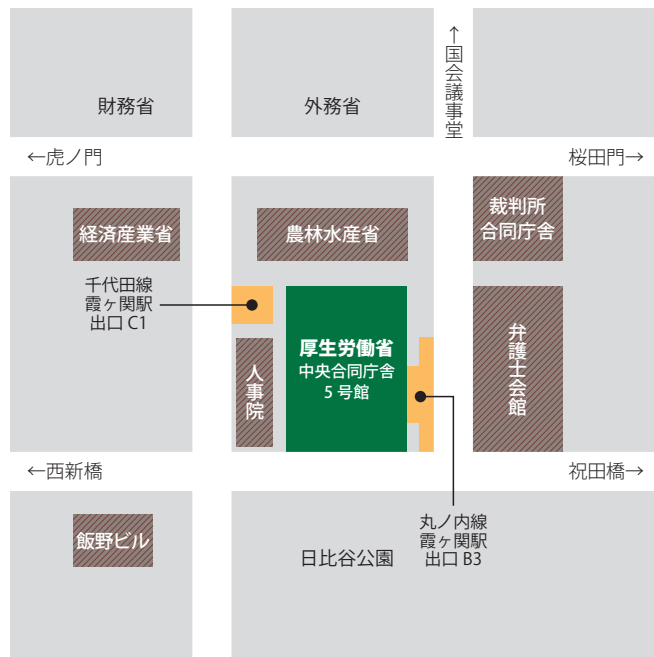 財務省
外務省
↑国会議事堂
←虎ノ門
桜田門→
経済産業省
農林水産省
裁判所
合同庁舎
千代田線
霞ヶ関駅
出口 C1
厚生労働省
中央合同庁舎
5 号館
人事院
弁護士会館
←西新橋
祝田橋→
飯野ビル
日比谷公園
丸ノ内線
霞ヶ関駅
出口 B3